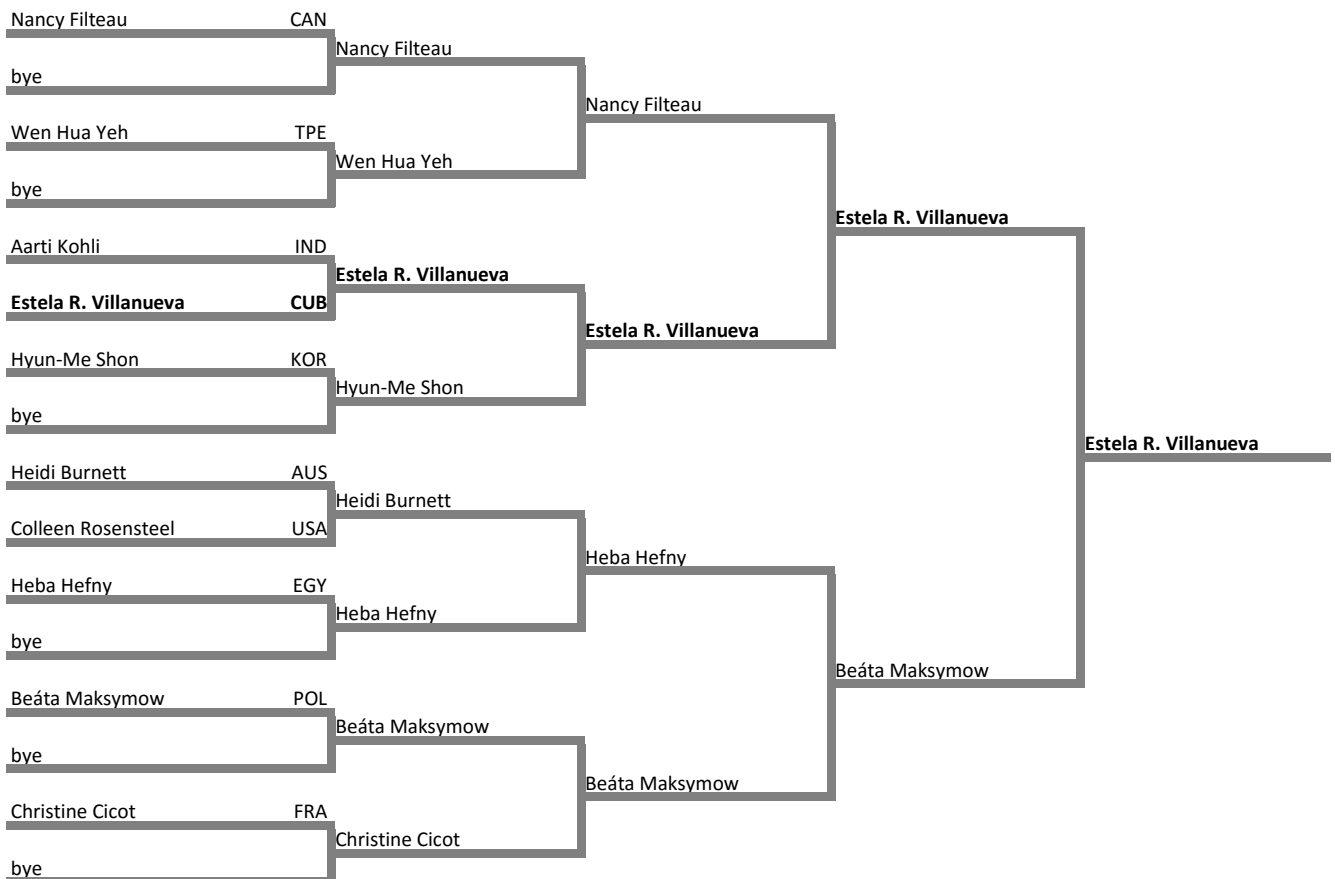 Nancy Filteau CAN
Nancy Filteau
bye
Nancy Filteau
Wen Hua Yeh TPE
Wen Hua Yeh
bye
Estela R. Villanueva
Aarti Kohli IND
Estela R. Villanueva
Estela R. Villanueva CUB
Estela R. Villanueva
Hyun-Me Shon KOR
Hyun-Me Shon
bye
Estela R. Villanueva
Heidi Burnett AUS
Heidi Burnett
Colleen Rosensteel USA
Heba Hefny
Heba Hefny EGY
Heba Hefny
bye
Beáta Maksymow
Beáta Maksymow POL
Beáta Maksymow
bye
Beáta Maksymow
Christine Cicot FRA
Christine Cicot
bye